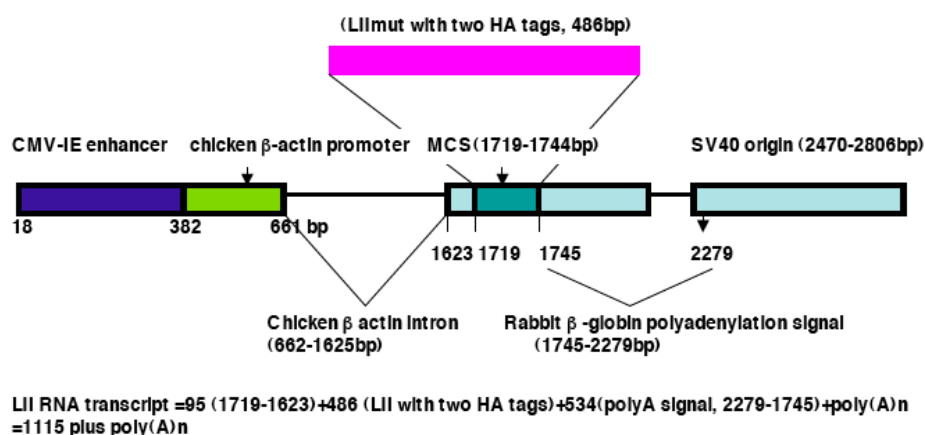 (LIImut with two HA tags, 486bp)
CMV-IE enhancer chicken β-actin promoter MCS(1719-1744bp) SV40 origin (2470-2806bp)
18 382 661 bp
1623 1719 1745 2279
Chicken β actin intron Rabbit β -globin polyadenylation signal
(662-1625bp) (1745-2279bp)
LII RNA transcript =95 (1719-1623)+486 (LII with two HA tags)+534(polyA signal, 2279-1745)+poly(A)n
=1115 plus poly(A)n